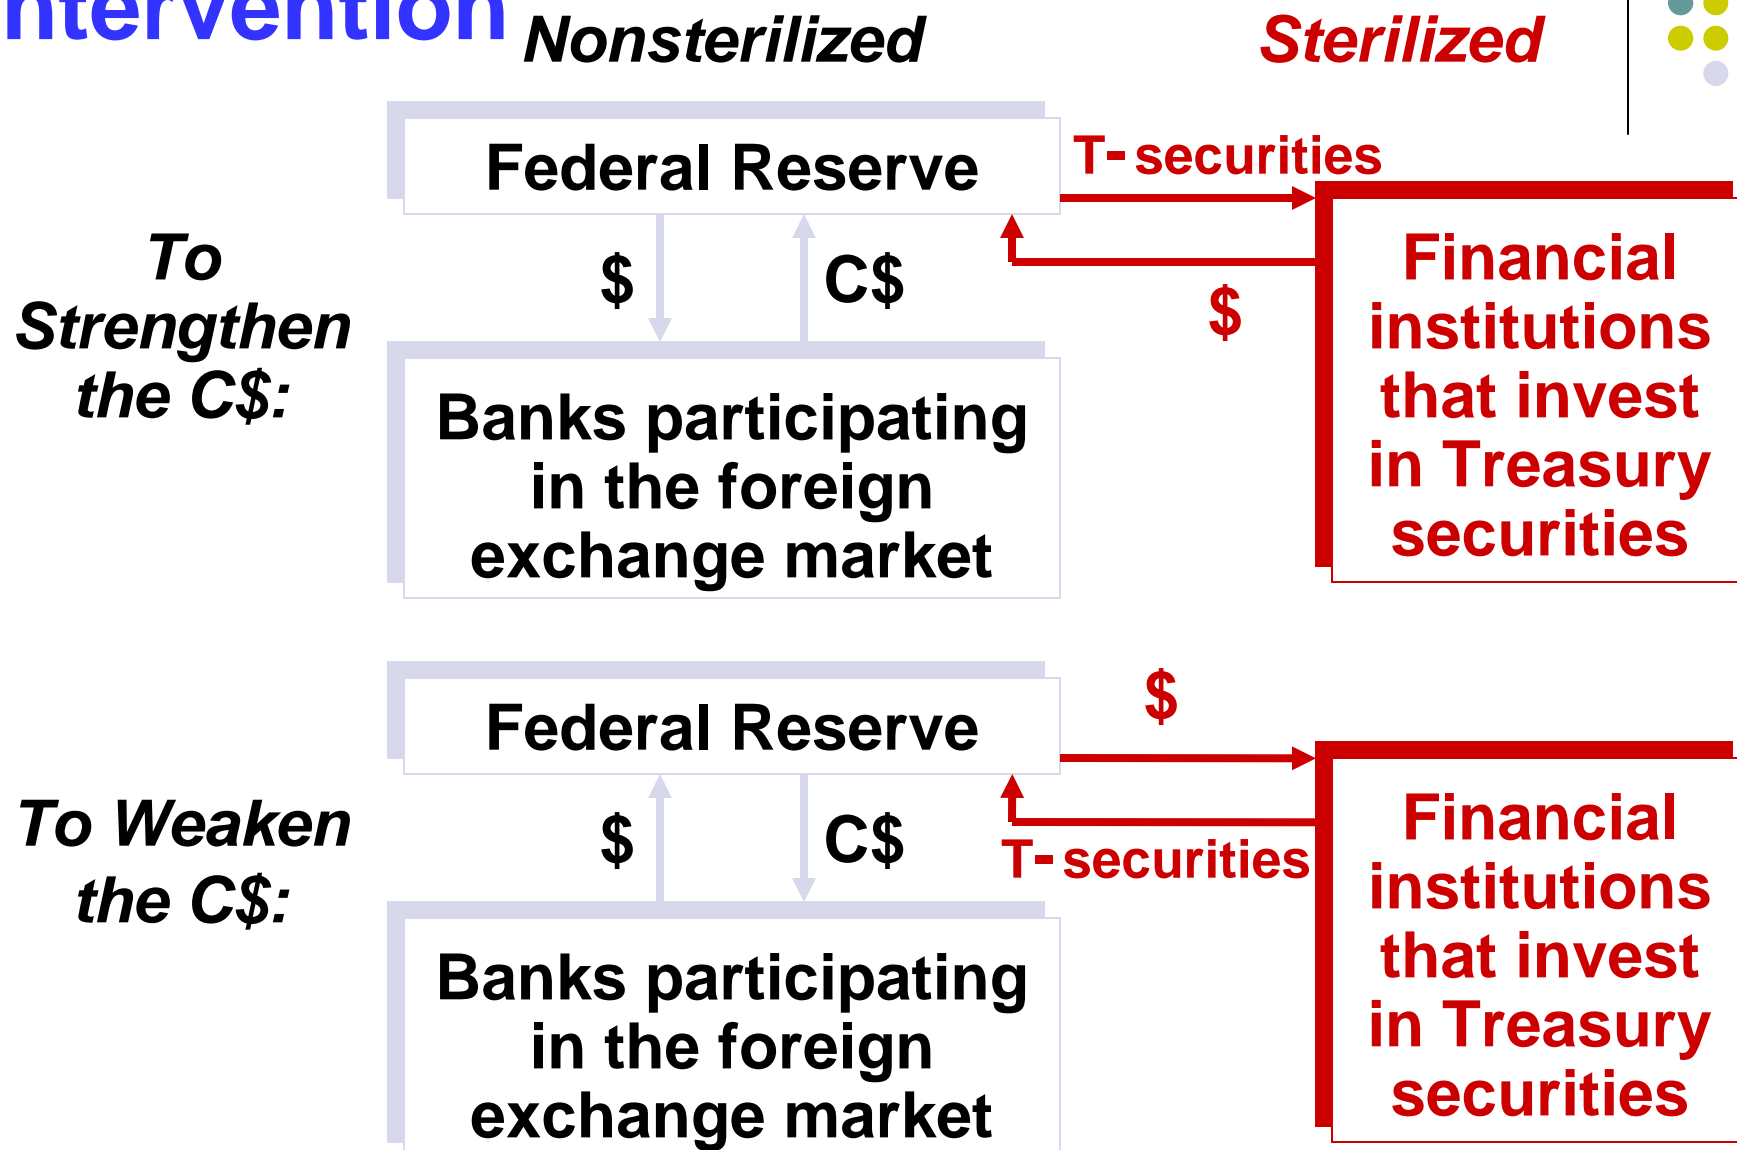 ntervention
Nonsterilized
Sterilized
To
Strengthen
the C$:
Federal Reserve
$
C$
Banks participating
in the foreign
exchange market
T- securities
$
Financial
institutions
that invest
in Treasury
securities
To Weaken
the C$:
Federal Reserve
$
C$
Banks participating
in the foreign
exchange market
$
T- securities
Financial
institutions
that invest
in Treasury
securities